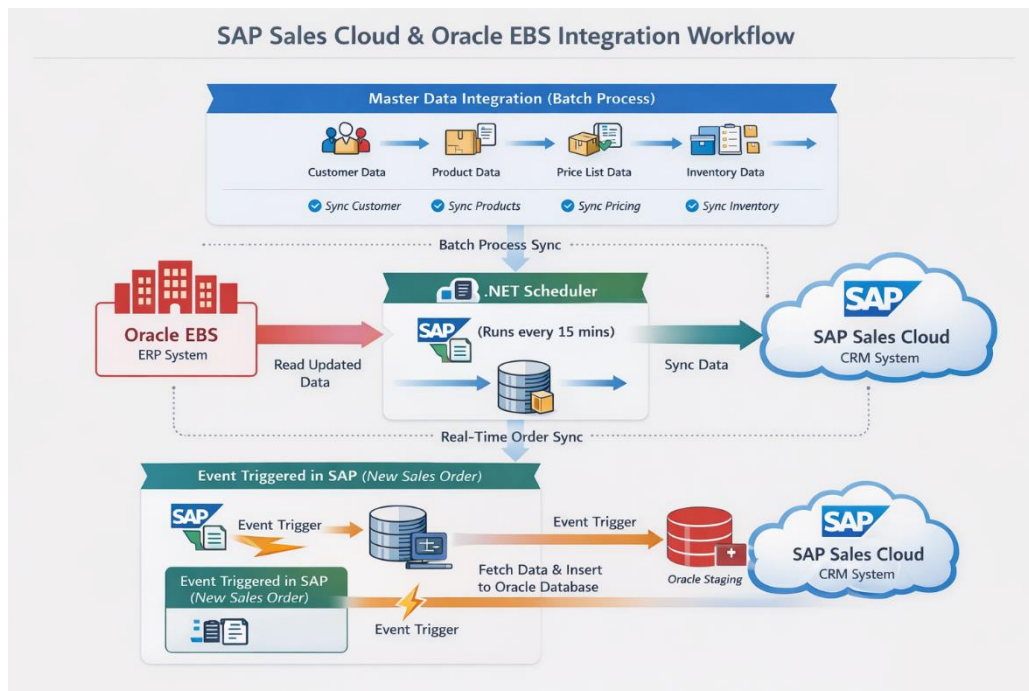 SAP Sales Cloud & Oracle EBS Integration Workflow
Master Data Integration (Batch Process)
Customer Data
Product Data
Price List Data
Inventory Data
Sync Customer
Sync Products
Sync Pricing
Sync Inventory
Batch Process Sync
Oracle EBS
ERP System
Read Updated
Data
.NET Scheduler
SAP
(Runs every 15 mins)
Sync Data
SAP
SAP Sales Cloud
CRM System
Real-Time Order Sync
Event Triggered in SAP (New Sales Order)
SAP
Event Trigger
Event Trigger
Fetch Data & Insert
to Oracle Database
Oracle Staging
SAP
SAP Sales Cloud
CRM System
Event Triggered in SAP
(New Sales Order)
Event Trigger